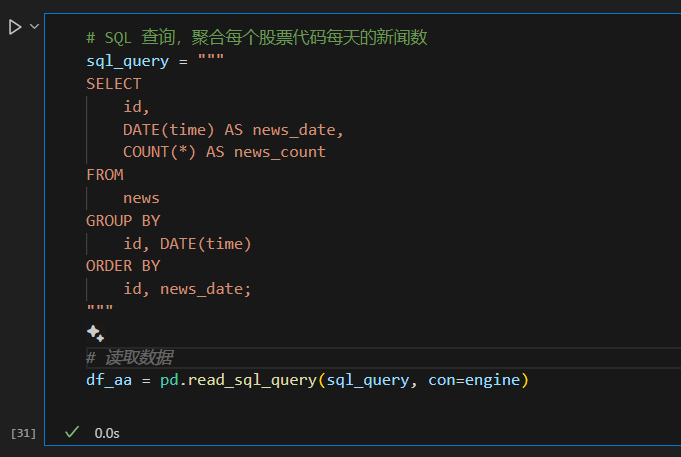 # SQL 查询，聚合每个股票代码每天的新闻数
sql_query = """
SELECT
    id,
    DATE(time) AS news_date,
    COUNT(*) AS news_count
FROM
    news
GROUP BY
    id, DATE(time)
ORDER BY
    id, news_date;
"""
# 读取数据
df_aa = pd.read_sql_query(sql_query, con=engine)
[31] 0.0s